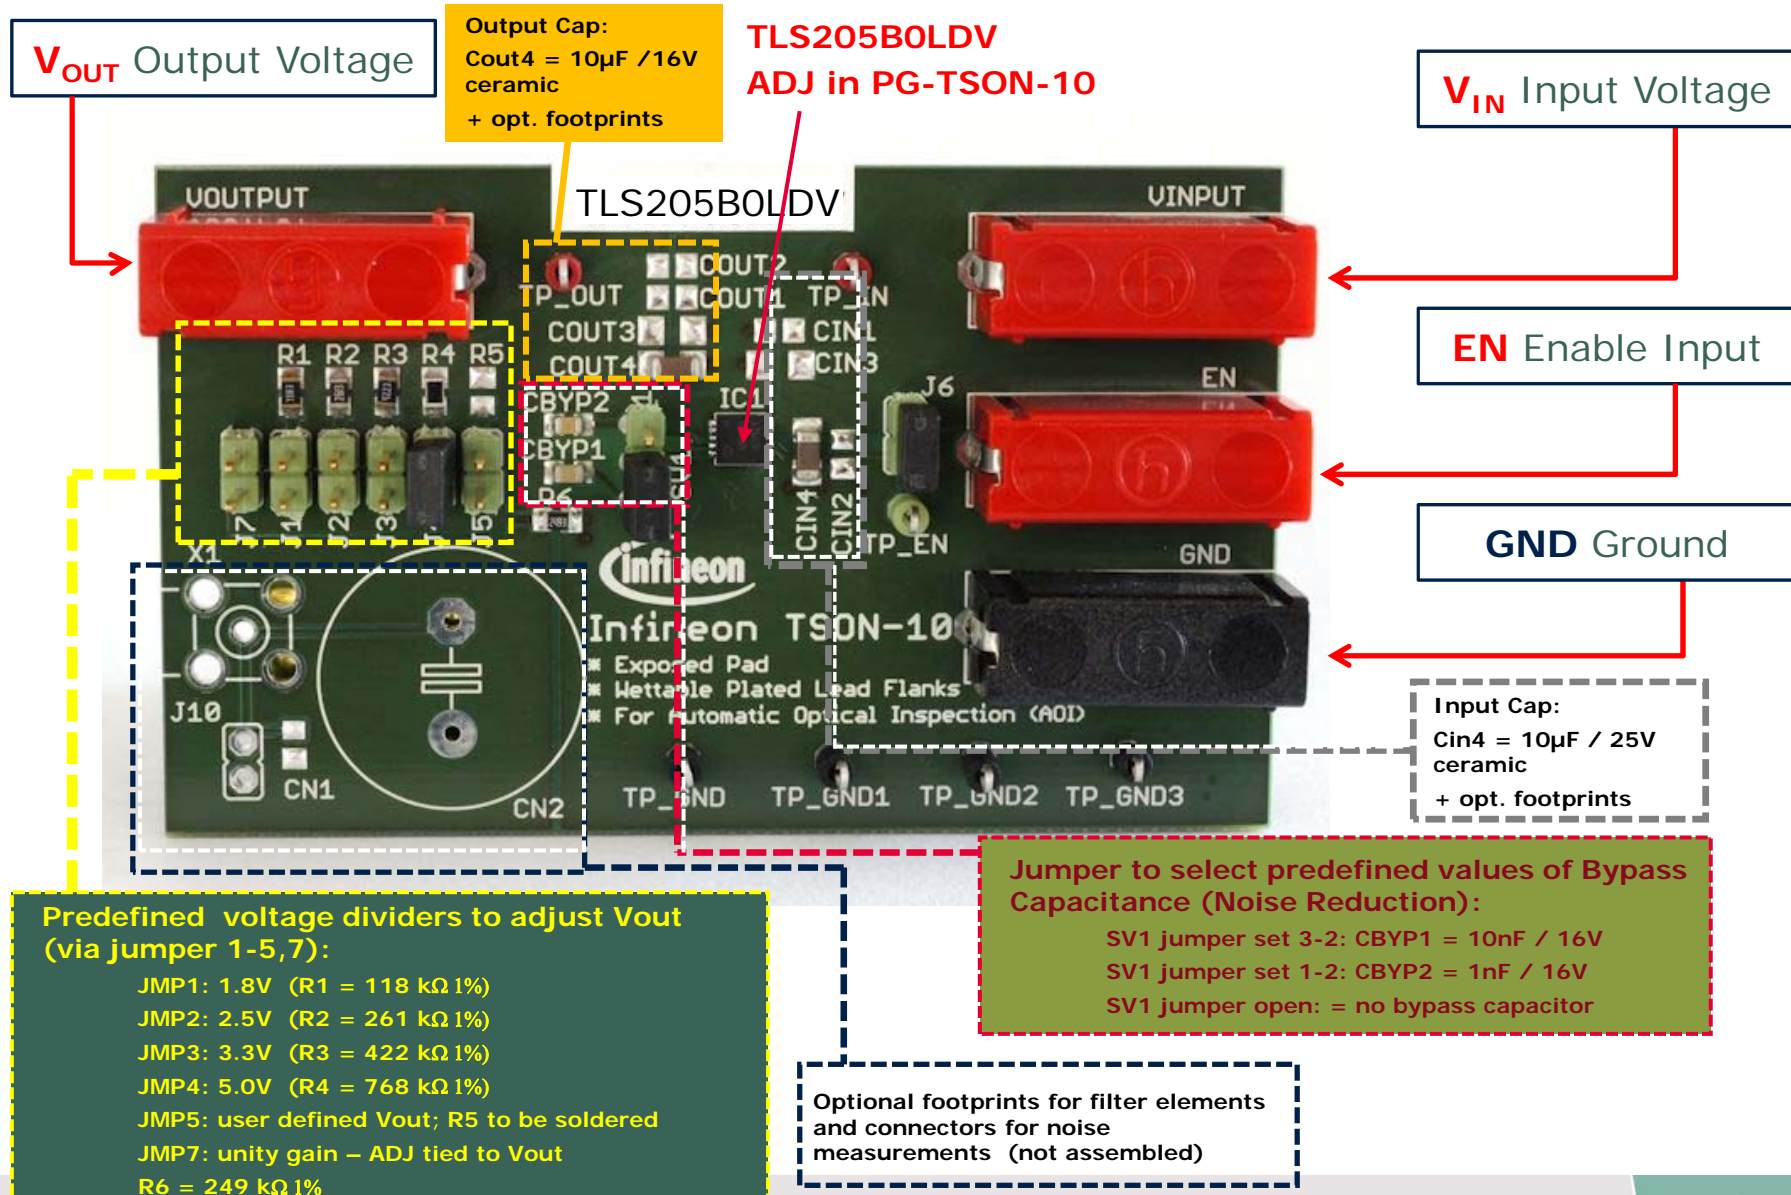 VOUT Output Voltage
Output Cap:
Cout4 = 10µF /16V
ceramic
+ opt. footprints
TLS205B0LDV
ADJ in PG-TSON-10
VIN Input Voltage
EN Enable Input
GND Ground
TLS205B0LDV
VOUTPUT
VINPUT
TP_OUT
COUT2
COUT1
COUT3
COUT4
TP_IN
CIN1
CIN3
R1 R2 R3 R4 R5
CBYP2
CBYP1
IC1
J6
EN
R6
SV1
CIN4
CIN2
TP_EN
J7
J1
J2
J3
J5
GND
X1
infineon
Infineon TSON-10
* Exposed Pad
* Wettable Plated Lead Flanks
* For Automatic Optical Inspection (AOI)
J10
CN1
CN2
TP_GND TP_GND1 TP_GND2 TP_GND3
Input Cap:
Cin4 = 10µF / 25V
ceramic
+ opt. footprints
Predefined voltage dividers to adjust Vout
(via jumper 1-5,7):
JMP1: 1.8V (R1 = 118 kΩ 1%)
JMP2: 2.5V (R2 = 261 kΩ 1%)
JMP3: 3.3V (R3 = 422 kΩ 1%)
JMP4: 5.0V (R4 = 768 kΩ 1%)
JMP5: user defined Vout; R5 to be soldered
JMP7: unity gain – ADJ tied to Vout
R6 = 249 kΩ 1%
Jumper to select predefined values of Bypass
Capacitance (Noise Reduction):
SV1 jumper set 3-2: CBYP1 = 10nF / 16V
SV1 jumper set 1-2: CBYP2 = 1nF / 16V
SV1 jumper open: = no bypass capacitor
Optional footprints for filter elements
and connectors for noise
measurements (not assembled)